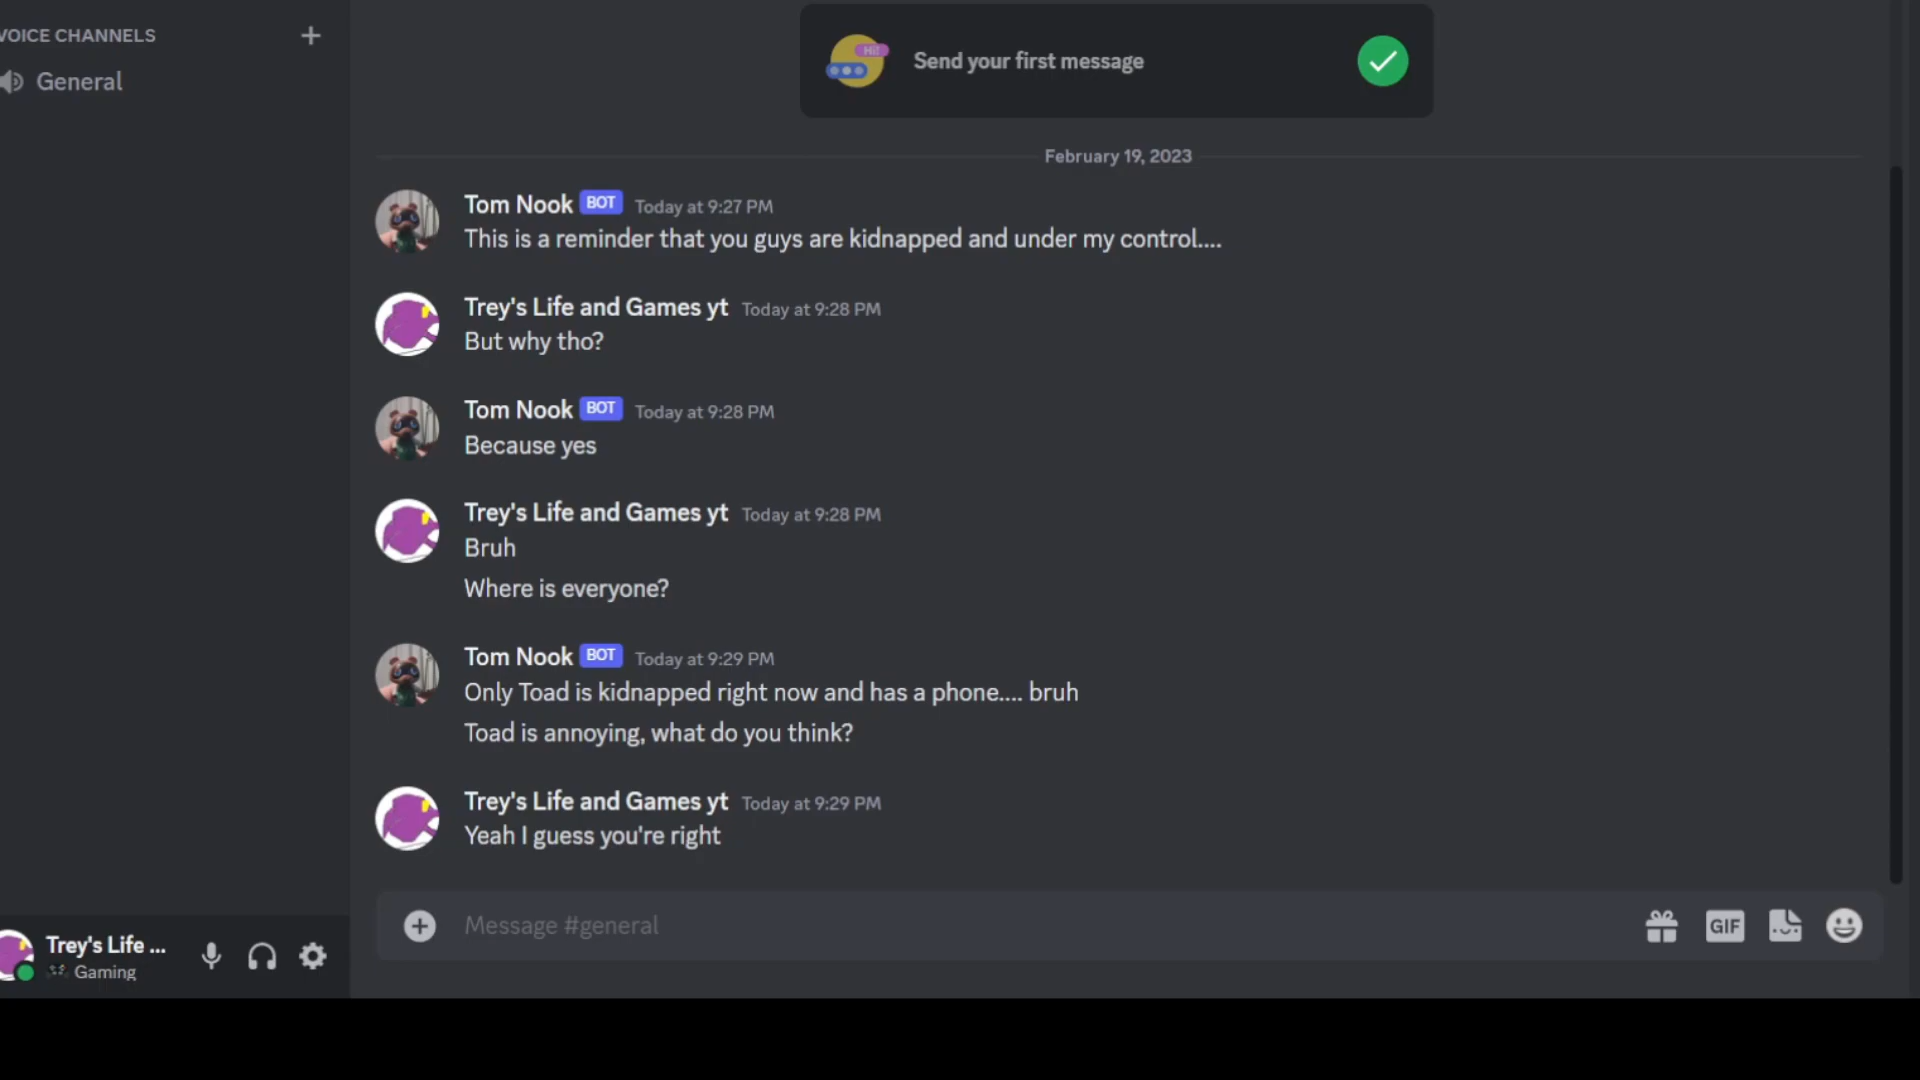 VOICE CHANNELS
General
Hi!
Send your first message
February 19, 2023
Tom Nook BOT Today at 9:27 PM
This is a reminder that you guys are kidnapped and under my control....
Trey's Life and Games yt Today at 9:28 PM
But why tho?
Tom Nook BOT Today at 9:28 PM
Because yes
Trey's Life and Games yt Today at 9:28 PM
Bruh
Where is everyone?
Tom Nook BOT Today at 9:29 PM
Only Toad is kidnapped right now and has a phone.... bruh
Toad is annoying, what do you think?
Trey's Life and Games yt Today at 9:29 PM
Yeah I guess you're right
Message #general
GIF
Trey's Life ...
Gaming